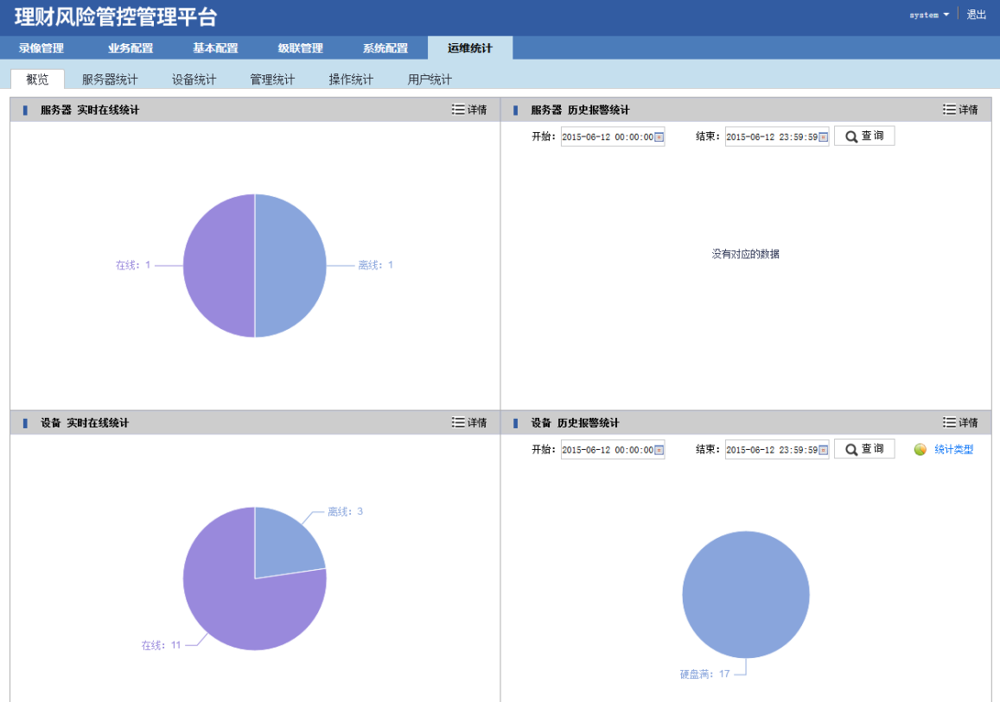 理财风险管控管理平台
system 退出
录像管理 业务配置 基本配置 级联管理 系统配置 运维统计
概览 服务器统计 设备统计 管理统计 操作统计 用户统计
服务器 实时在线统计 详情
服务器 历史报警统计 详情
开始: 2015-06-12 00:00:00 结束: 2015-06-12 23:59:59 查询
没有对应的数据
在线: 1
离线: 1
设备 实时在线统计 详情
设备 历史报警统计 详情
开始: 2015-06-12 00:00:00 结束: 2015-06-12 23:59:59 查询 统计类型
离线: 3
在线: 11
硬盘满: 17